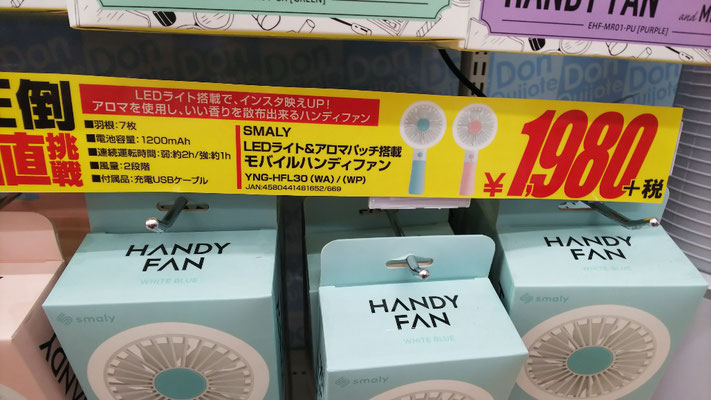 HANDY FAN
EHF-MR01-PU [PURPLE]
and
Don
Don
Quijote
LEDライト搭載で、インスタ映えUP!
アロマを使用し、いい香りを散布出来るハンディファン
圧倒
値 挑戦
■羽根:7枚
■電池容量:1200mAh
■連続運転時間:弱:約2h/強:約1h
■風量:2段階
■付属品:充電USBケーブル
SMALY
LEDライト&アロマパッチ搭載
モバイルハンディファン
YNG-HFL30(WA)/(WP)
JAN:4580441481652/669
¥1,980+税
HANDY
FAN
WHITE BLUE
smaly
HANDY
FAN
WHITE BLUE
smaly
HANDY
FAN
WHITE BLUE
smaly
HANDY